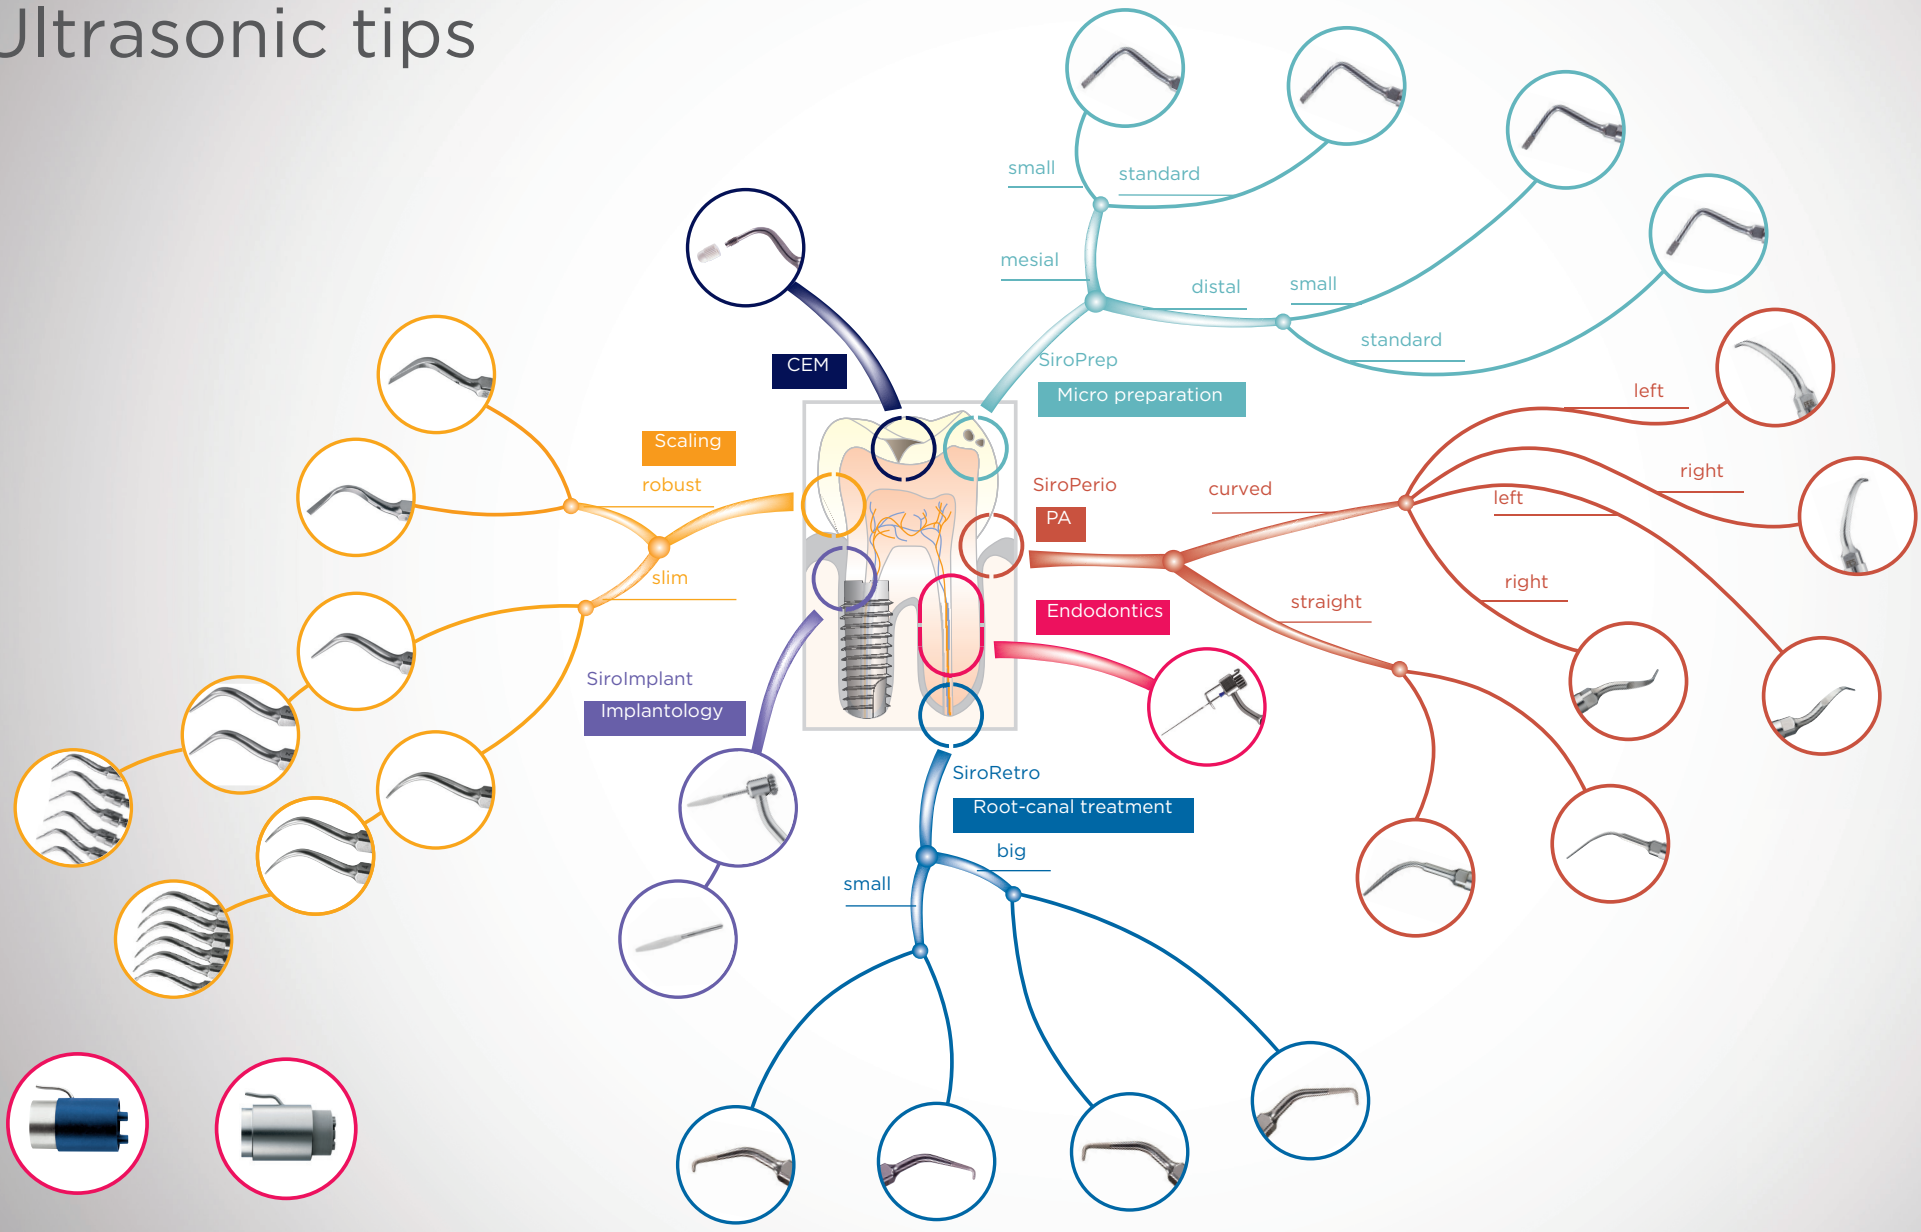 Ultrasonic tips
small
standard
mesial
distal
small
standard
CEM
SiroPrep
Micro preparation
left
Scaling
robust
SiroPerio
PA
curved
right
left
slim
Endodontics
straight
right
SiroImplant
Implantology
SiroRetro
Root-canal treatment
big
small